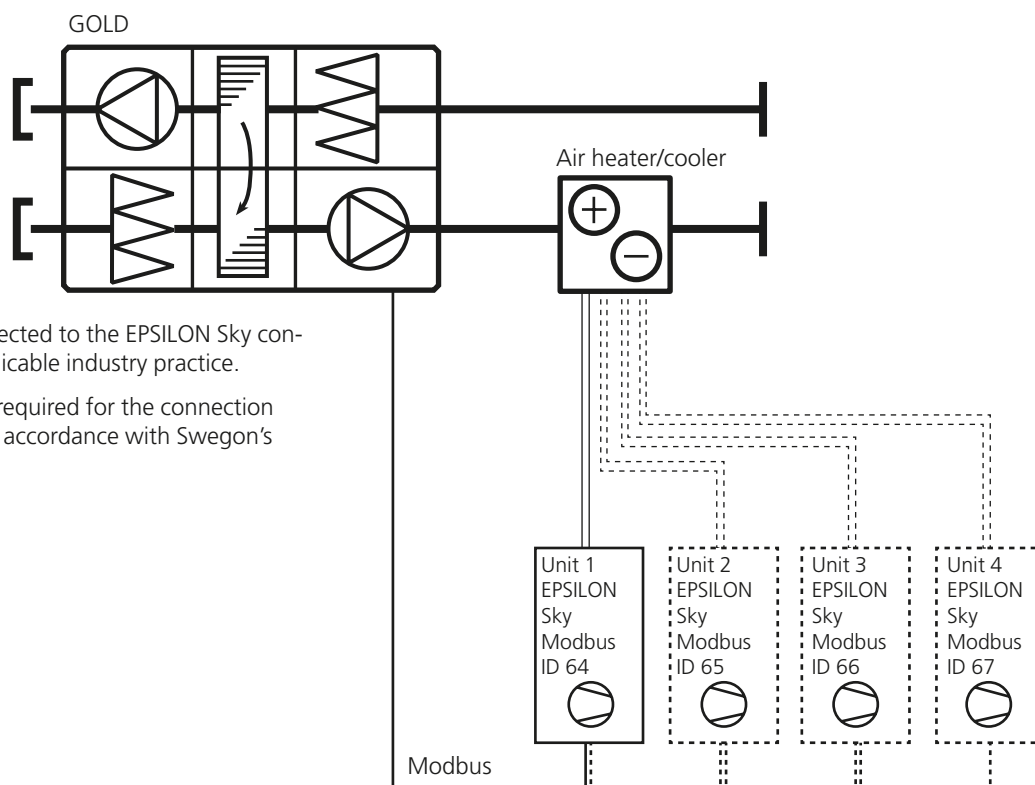 GOLD
Air heater/cooler
ected to the EPSILON Sky con-
licable industry practice.
required for the connection
accordance with Swegon's
Unit 1
EPSILON
Sky
Modbus
ID 64
Unit 2
EPSILON
Sky
Modbus
ID 65
Unit 3
EPSILON
Sky
Modbus
ID 66
Unit 4
EPSILON
Sky
Modbus
ID 67
Modbus